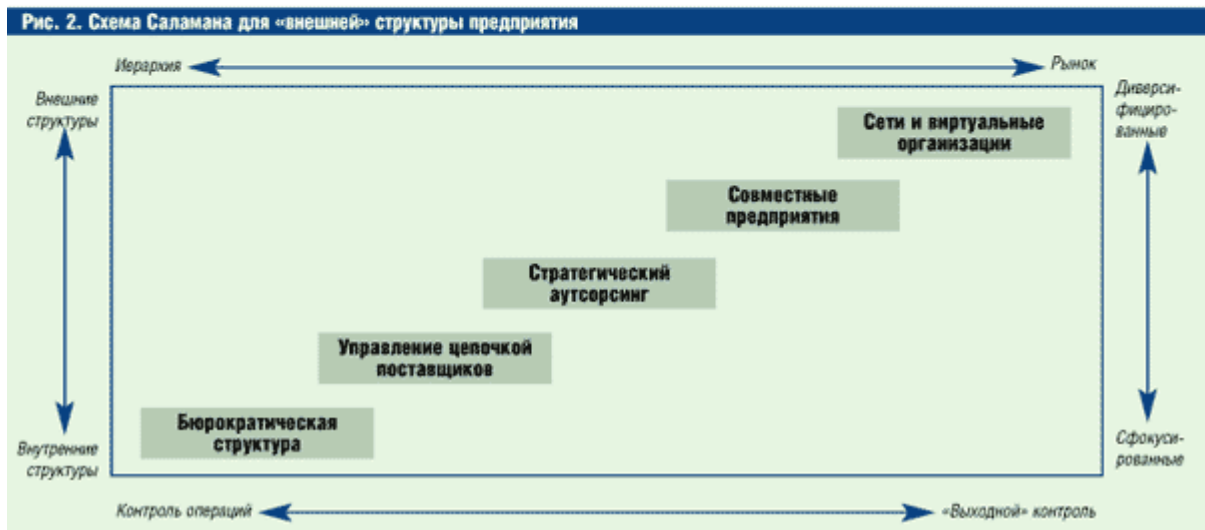 Рис. 2. Схема Саламана для «внешней» структуры предприятия
Иерархия
Рынок
Внешние
структуры
Диверси-
фициро-
ванные
Сети и виртуальные
организации
Совместные
предприятия
Стратегический
аутсорсинг
Управление цепочкой
поставщиков
Бюрократическая
структура
Внутренние
структуры
Сфокуси-
рованные
Контроль операций
«Выходной» контроль